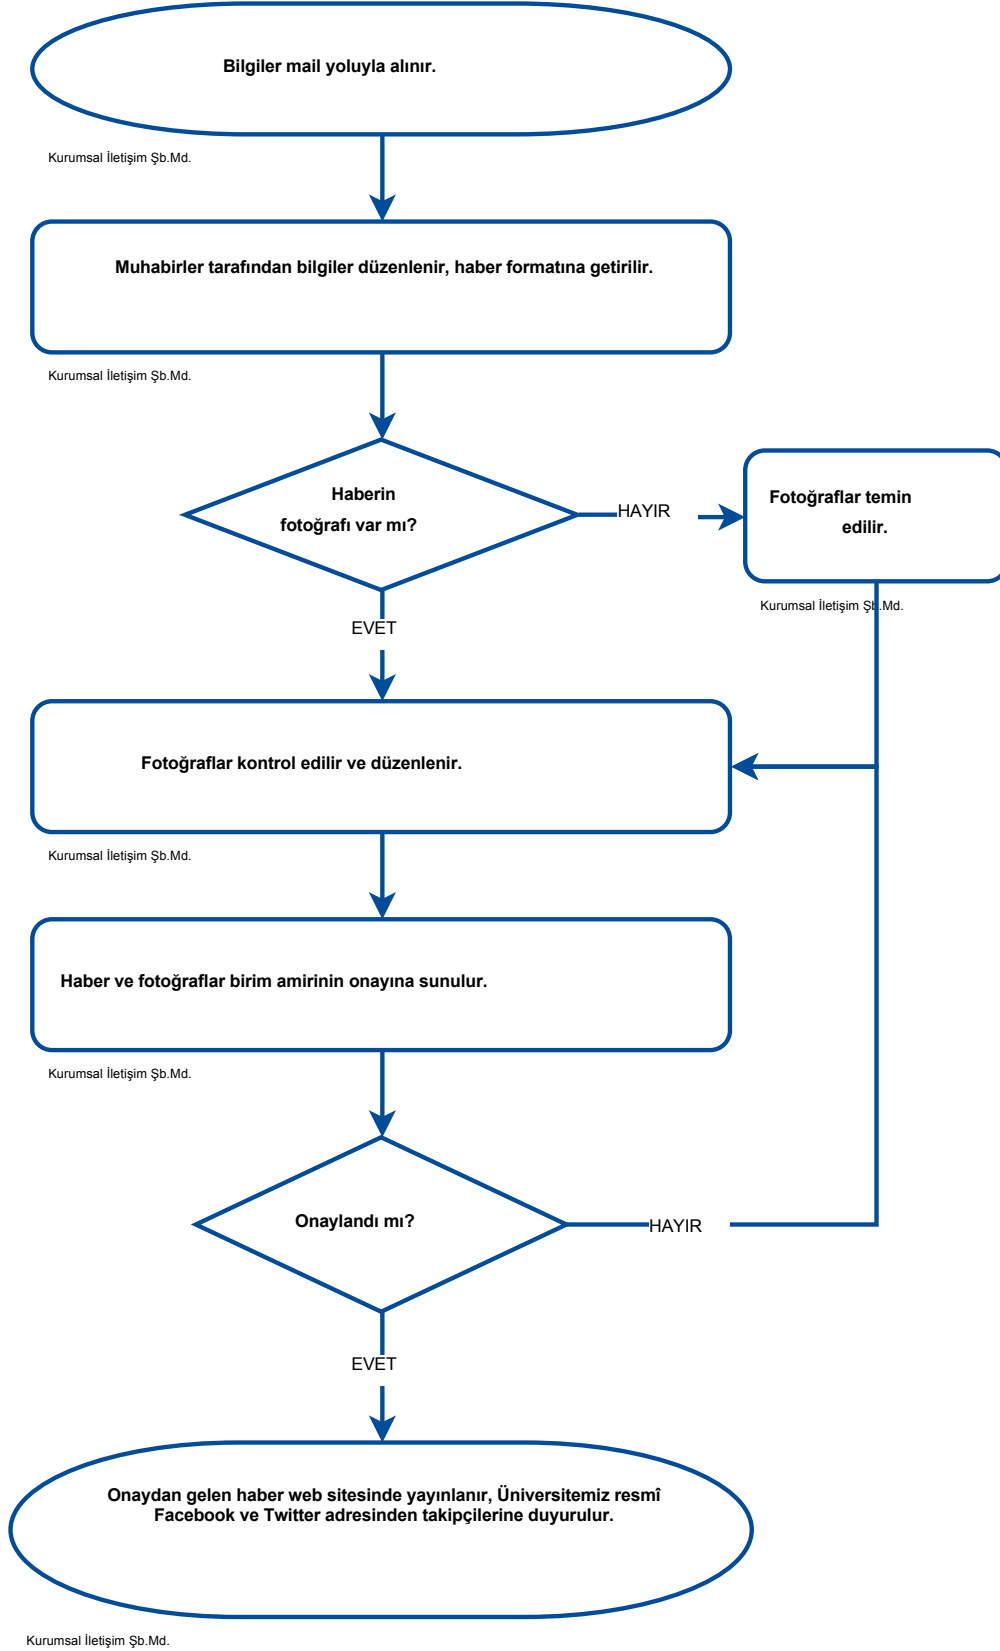 Bilgiler mail yoluyla alınır.
Kurumsal İletişim Şb.Md.
Muhabirler tarafından bilgiler düzenlenir, haber formatına getirilir.
Kurumsal İletişim Şb.Md.
Haberin
fotoğrafı var mı?
HAYIR
Fotoğraflar temin
edilir.
Kurumsal İletişim Şb.Md.
EVET
Fotoğraflar kontrol edilir ve düzenlenir.
Kurumsal İletişim Şb.Md.
Haber ve fotoğraflar birim amirinin onayına sunulur.
Kurumsal İletişim Şb.Md.
Onaylandı mı?
HAYIR
EVET
Onaydan gelen haber web sitesinde yayınlanır, Üniversitemiz resmî
Facebook ve Twitter adresinden takipçilerine duyurulur.
Kurumsal İletişim Şb.Md.